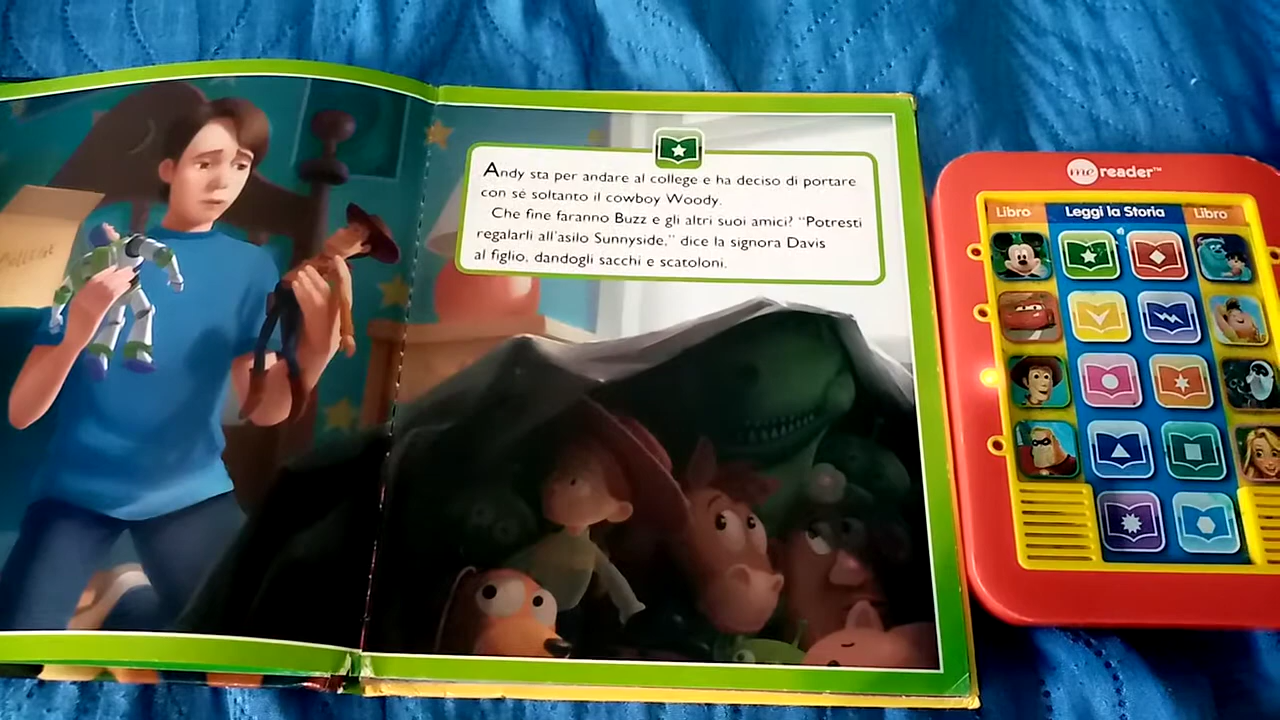 Andy sta per andare al college e ha deciso di portare
con sé soltanto il cowboy Woody.
Che fine faranno Buzz e gli altri suoi amici? “Potresti
regalarli all'asilo Sunnyside,” dice la signora Davis
al figlio, dandogli sacchi e scatoloni.
me reader™
Libro Leggi la Storia Libro